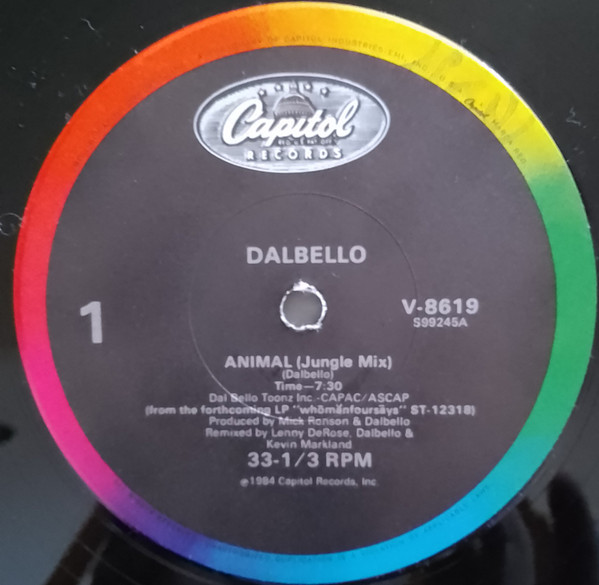 Capitol
RECORDS
DALBELLO
1
V-8619
S99245A
ANIMAL (Jungle Mix)
(Dalbello)
Time—7:30
Dal Bello Toonz Inc.-CAPAC/ASCAP
(from the forthcoming LP "whōmănfoursāys" ST-12318)
Produced by Mick Ronson & Dalbello
Remixed by Lenny DeRose, Dalbello &
Kevin Markland
33-1/3 RPM
℗1984 Capitol Records, Inc.